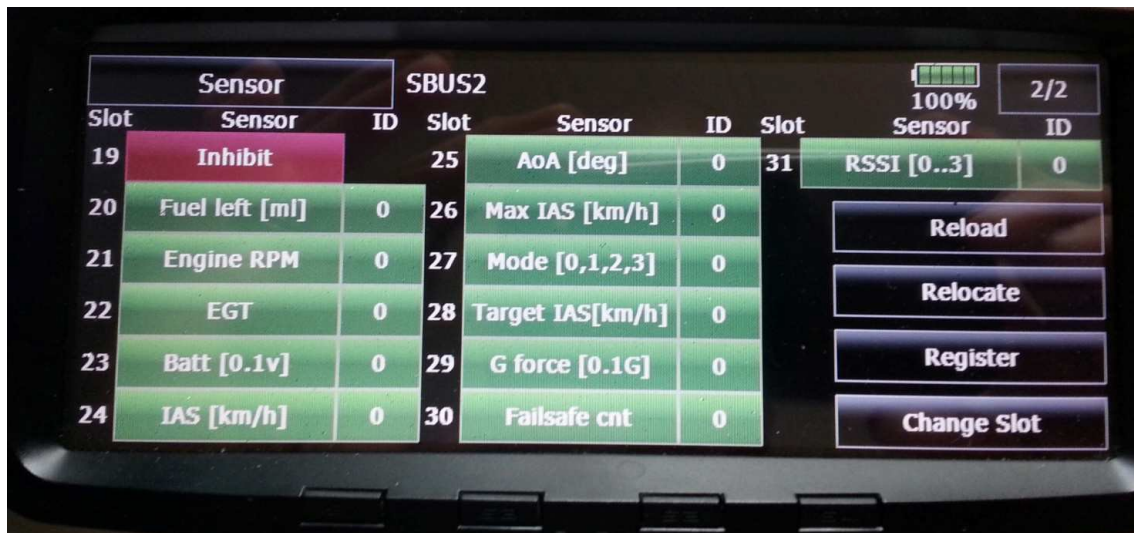 Sensor SBUS2 100% 2/2
Slot Sensor ID Slot Sensor ID Slot Sensor ID
19 Inhibit 25 AoA [deg] 0 31 RSSI [0..3] 0
20 Fuel left [ml] 0 26 Max IAS [km/h] 0 Reload
21 Engine RPM 0 27 Mode [0,1,2,3] 0
22 EGT 0 28 Target IAS[km/h] 0 Relocate
23 Batt [0.1v] 0 29 G force [0.1G] 0 Register
24 IAS [km/h] 0 30 Failsafe cnt 0 Change Slot